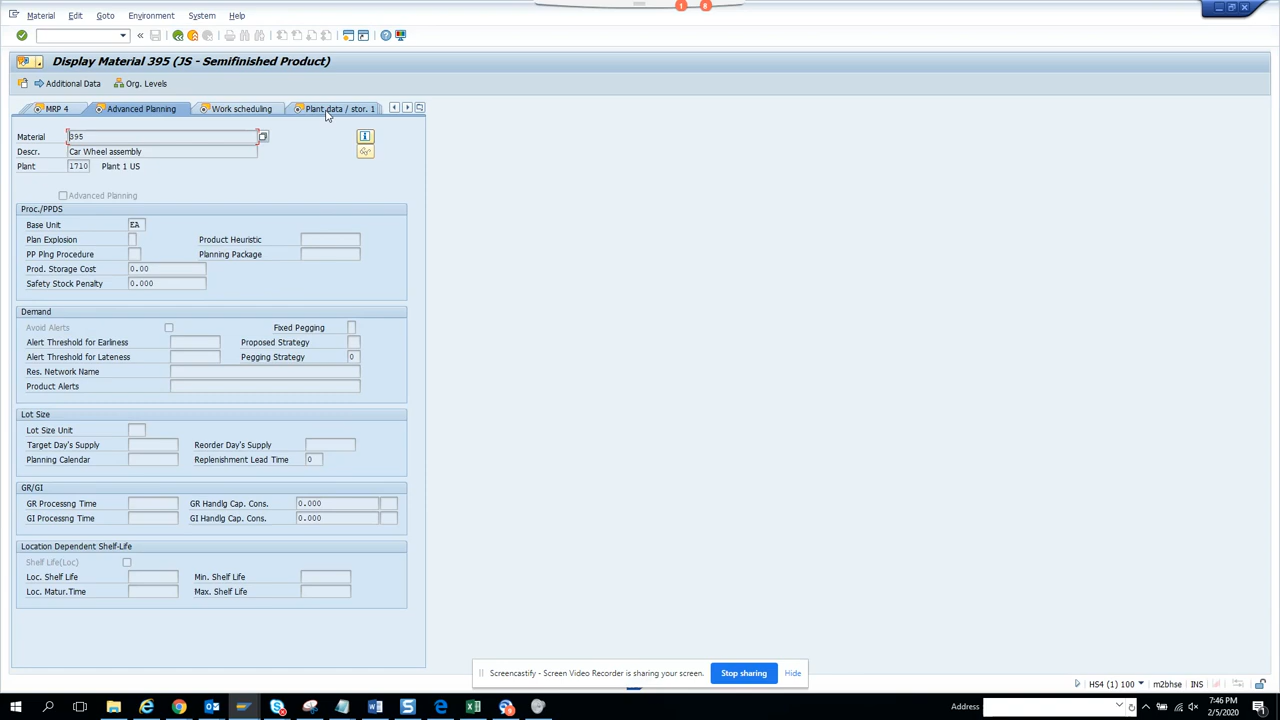 Material Edit Goto Environment System Help
1 8
Display Material 395 (JS - Semifinished Product)
Additional Data Org. Levels
MRP 4 Advanced Planning Work scheduling Plant data / stor. 1
Material 395
Descr. Car Wheel assembly
Plant 1710 Plant 1 US
Advanced Planning
Proc./PPDS
Base Unit EA
Plan Explosion Product Heuristic
PP Plng Procedure Planning Package
Prod. Storage Cost 0.00
Safety Stock Penalty 0.000
Demand
Avoid Alerts Fixed Pegging
Alert Threshold for Earliness Proposed Strategy
Alert Threshold for Lateness Pegging Strategy 0
Res. Network Name
Product Alerts
Lot Size
Lot Size Unit
Target Day's Supply Reorder Day's Supply
Planning Calendar Replenishment Lead Time 0
GR/GI
GR Processng Time GR Handlg Cap. Cons. 0.000
GI Processng Time GI Handlg Cap. Cons. 0.000
Location Dependent Shelf-Life
Shelf Life(Loc)
Loc. Shelf Life Min. Shelf Life
Loc. Matur.Time Max. Shelf Life
Screencastify - Screen Video Recorder is sharing your screen. Stop sharing Hide
HS4 (1) 100 m2bhse INS
Address 7:46 PM
2/5/2020